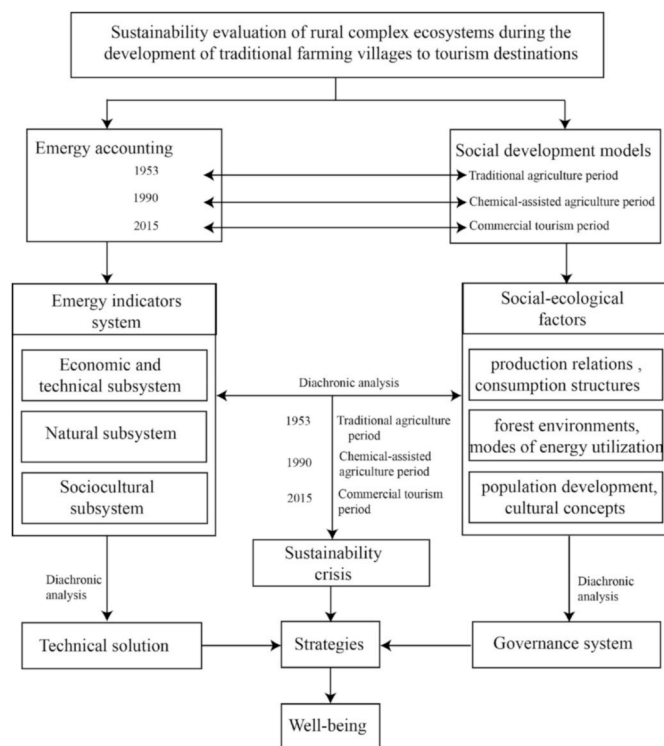 Sustainability evaluation of rural complex ecosystems during the
development of traditional farming villages to tourism destinations
Emergy accounting
1953
1990
2015
Social development models
Traditional agriculture period
Chemical-assisted agriculture period
Commercial tourism period
Emergy indicators
system
Economic and
technical subsystem
Natural subsystem
Sociocultural
subsystem
Diachronic analysis
1953 Traditional agriculture
period
1990 Chemical-assisted
agriculture period
2015 Commercial tourism
period
Sustainability
crisis
Social-ecological
factors
production relations ,
consumption structures
forest environments,
modes of energy utilization
population development,
cultural concepts
Diachronic
analysis
Diachronic
analysis
Technical solution
Strategies
Governance system
Well-being